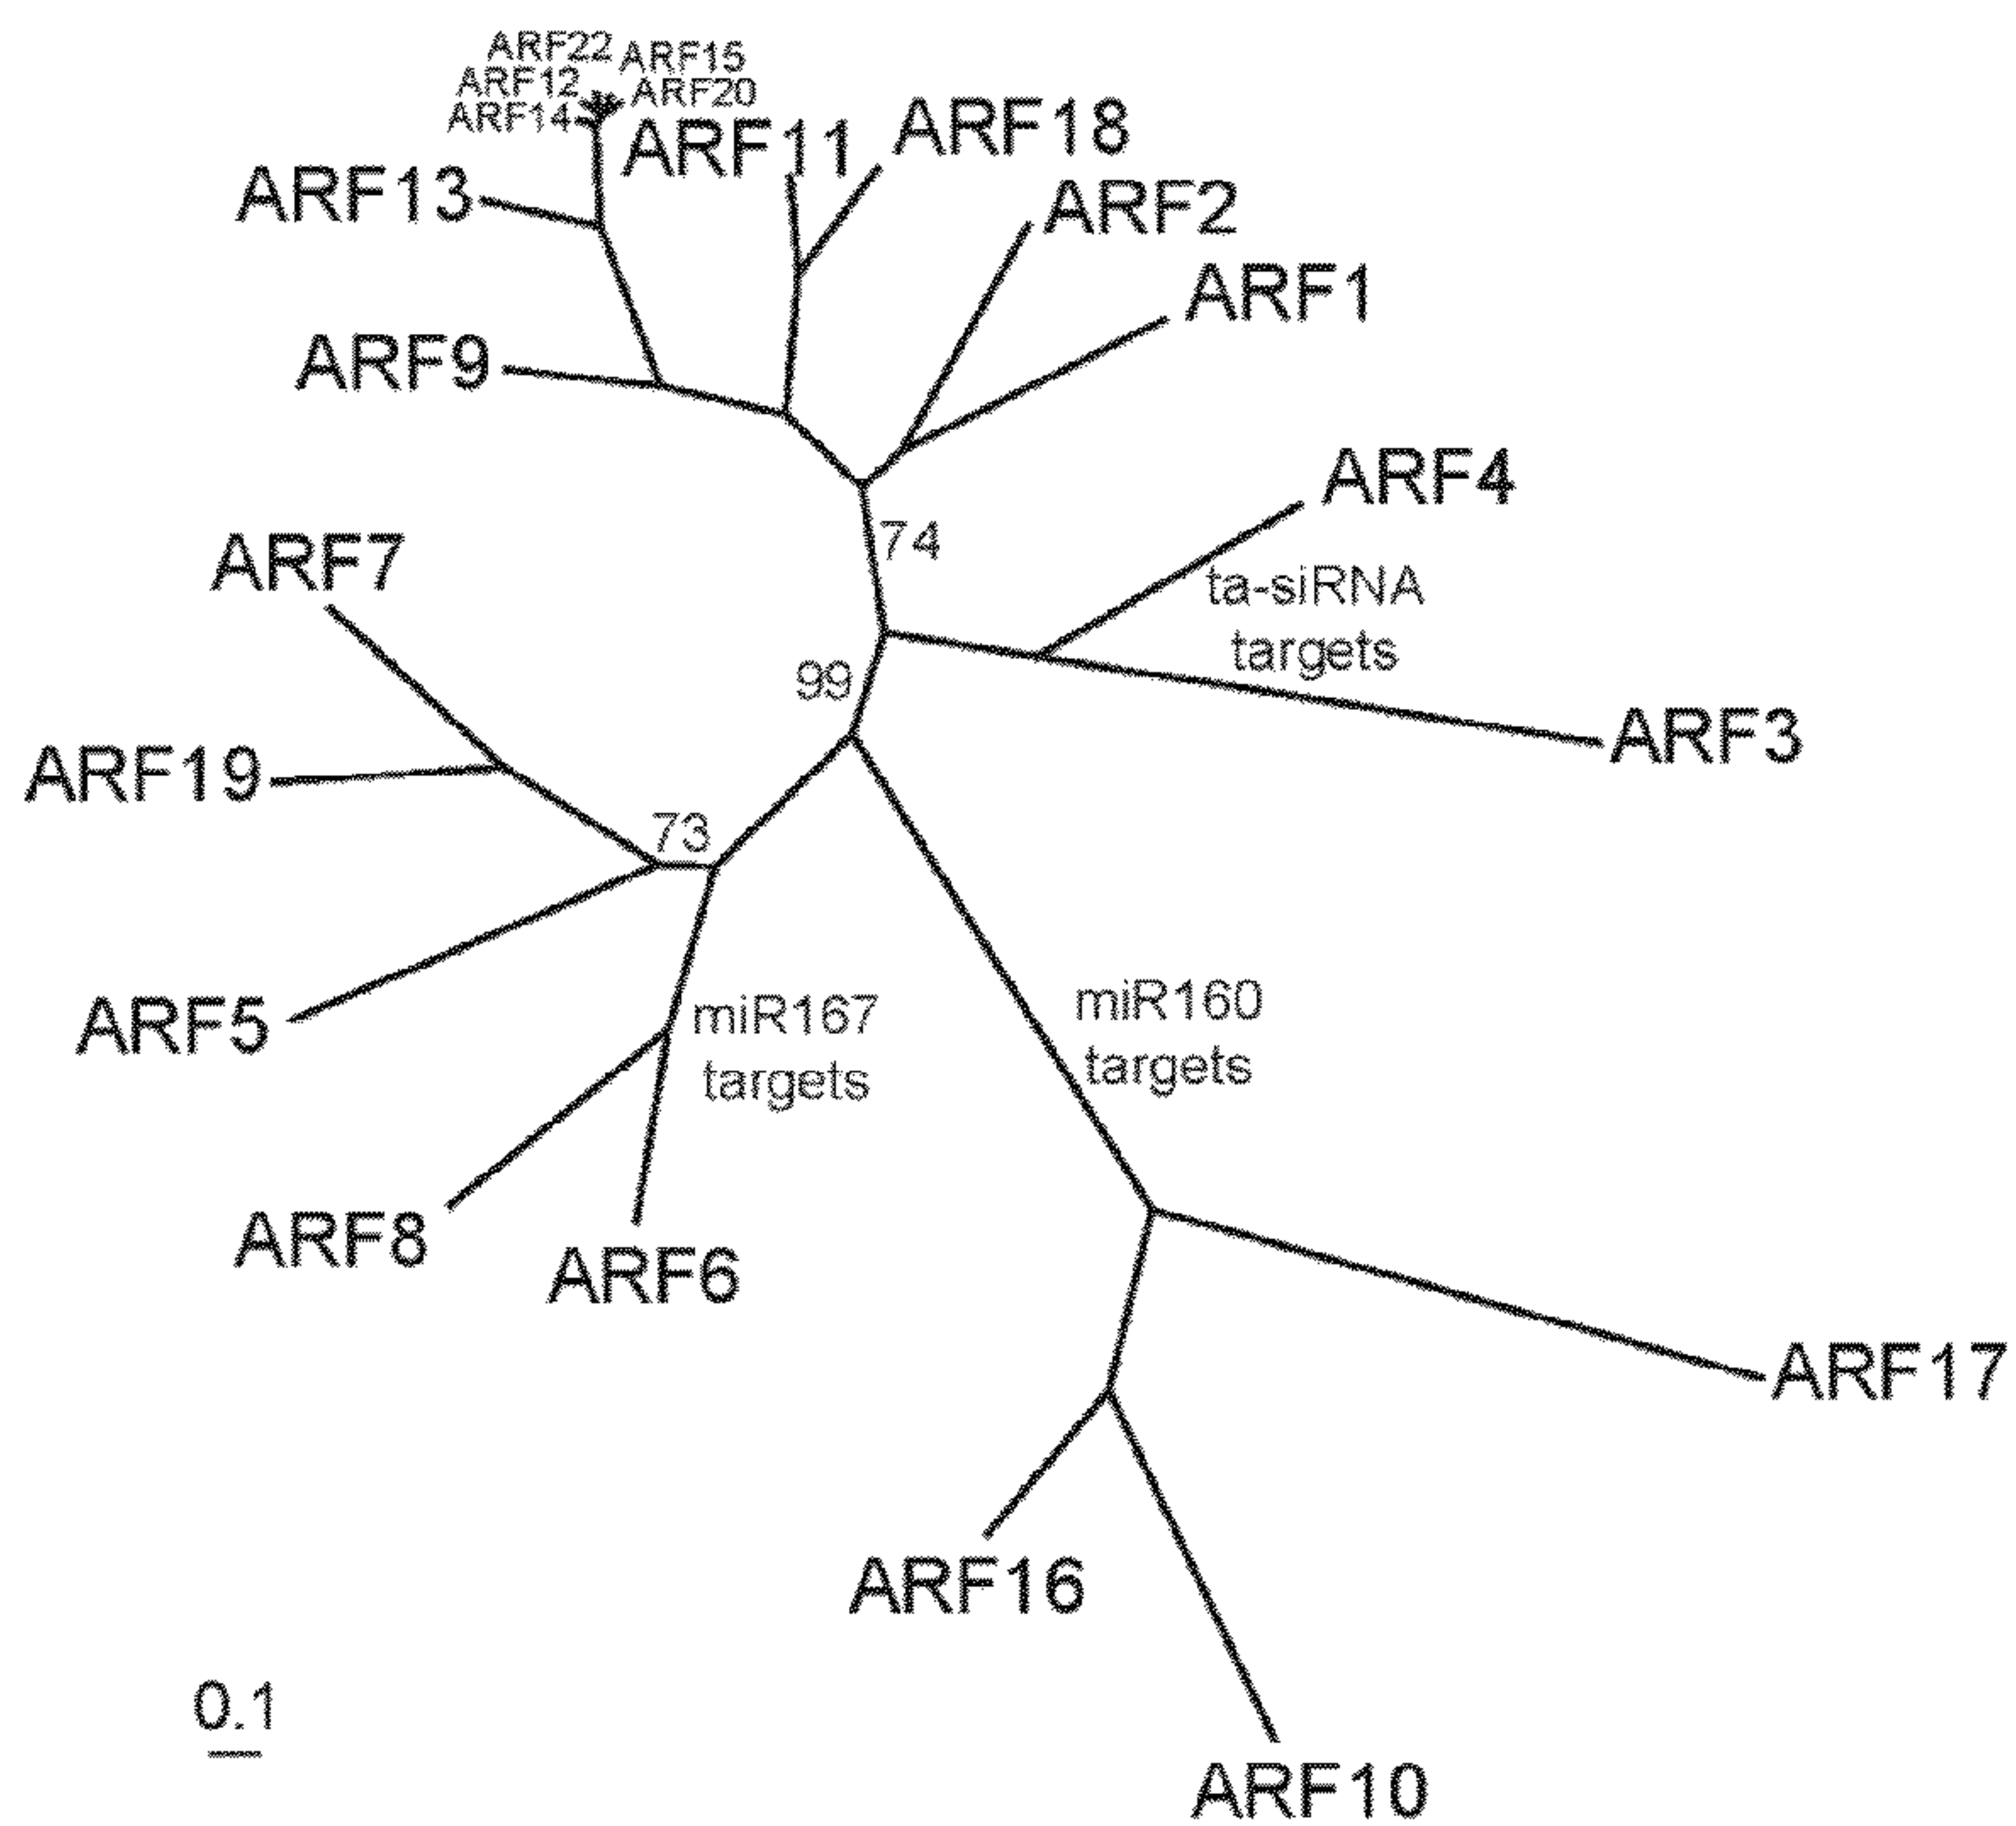 ARF22
ARF15
ARF12
ARF20
ARF14
ARF11
ARF18
ARF13
ARF2
ARF1
ARF9
ARF4
74
ARF7
ta-siRNA
targets
99
ARF3
ARF19
73
ARF5
miR167
targets
miR160
targets
ARF8
ARF6
ARF17
ARF16
0.1
ARF10